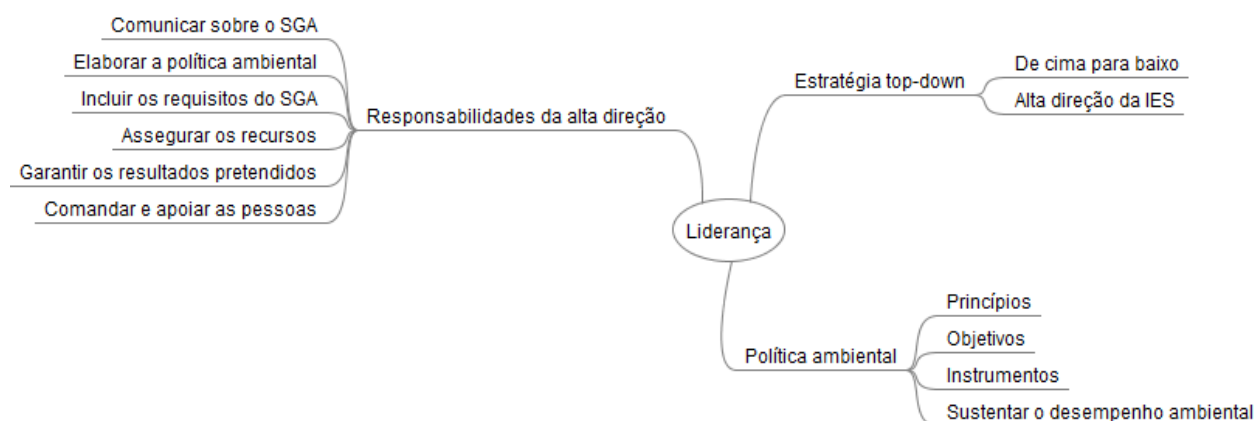 Comunicar sobre o SGA
Elaborar a política ambiental
Incluir os requisitos do SGA
Assegurar os recursos
Garantir os resultados pretendidos
Comandar e apoiar as pessoas
Responsabilidades da alta direção
Liderança
Estratégia top-down
De cima para baixo
Alta direção da IES
Política ambiental
Princípios
Objetivos
Instrumentos
Sustentar o desempenho ambiental